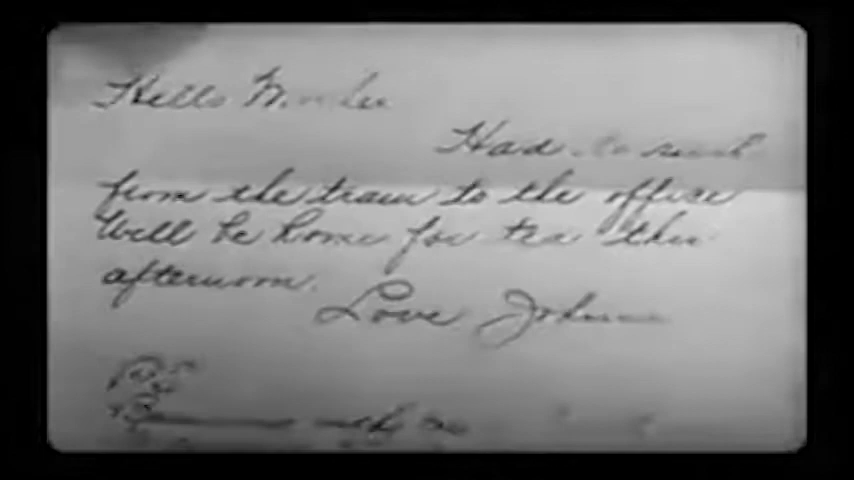 Hello Mother
Had to rush
from the train to the office
Will be home for tea this
afternoon.
Love John
P.S.